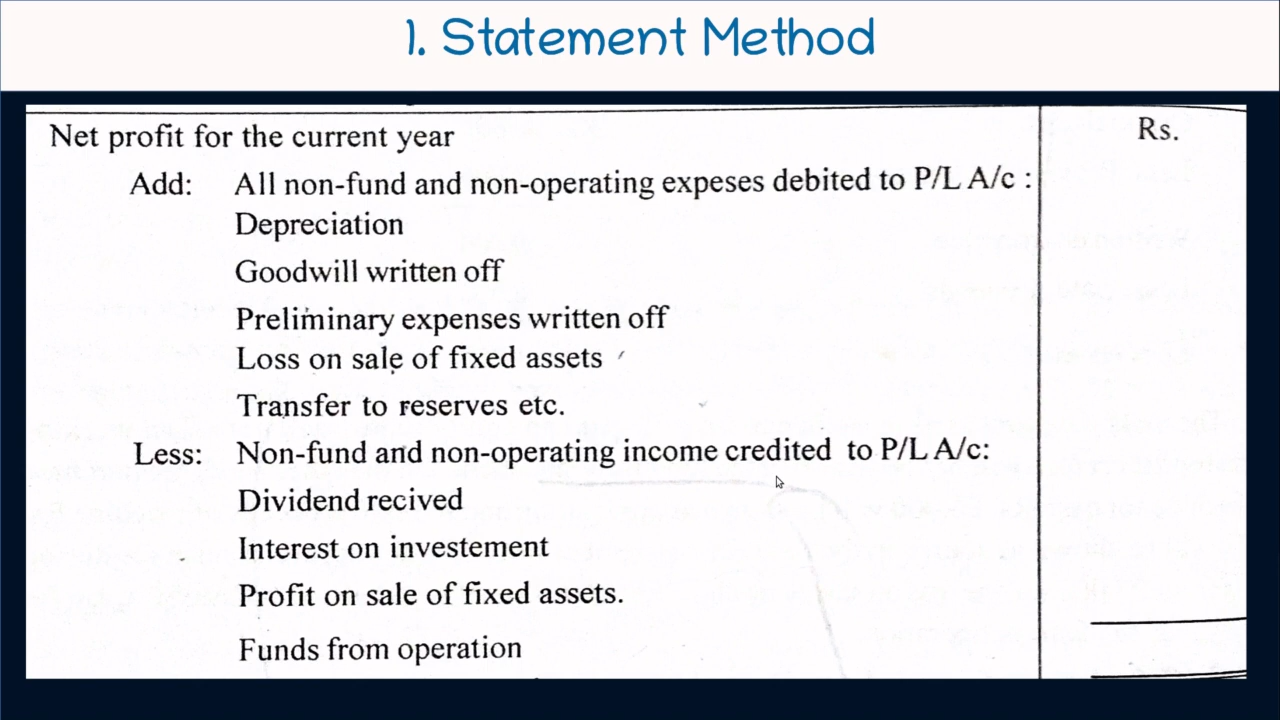 1. Statement Method
Rs.
Net profit for the current year
Add: All non-fund and non-operating expeses debited to P/L A/c :
Depreciation
Goodwill written off
Preliminary expenses written off
Loss on sale of fixed assets
Transfer to reserves etc.
Less: Non-fund and non-operating income credited to P/L A/c:
Dividend recived
Interest on investement
Profit on sale of fixed assets.
Funds from operation